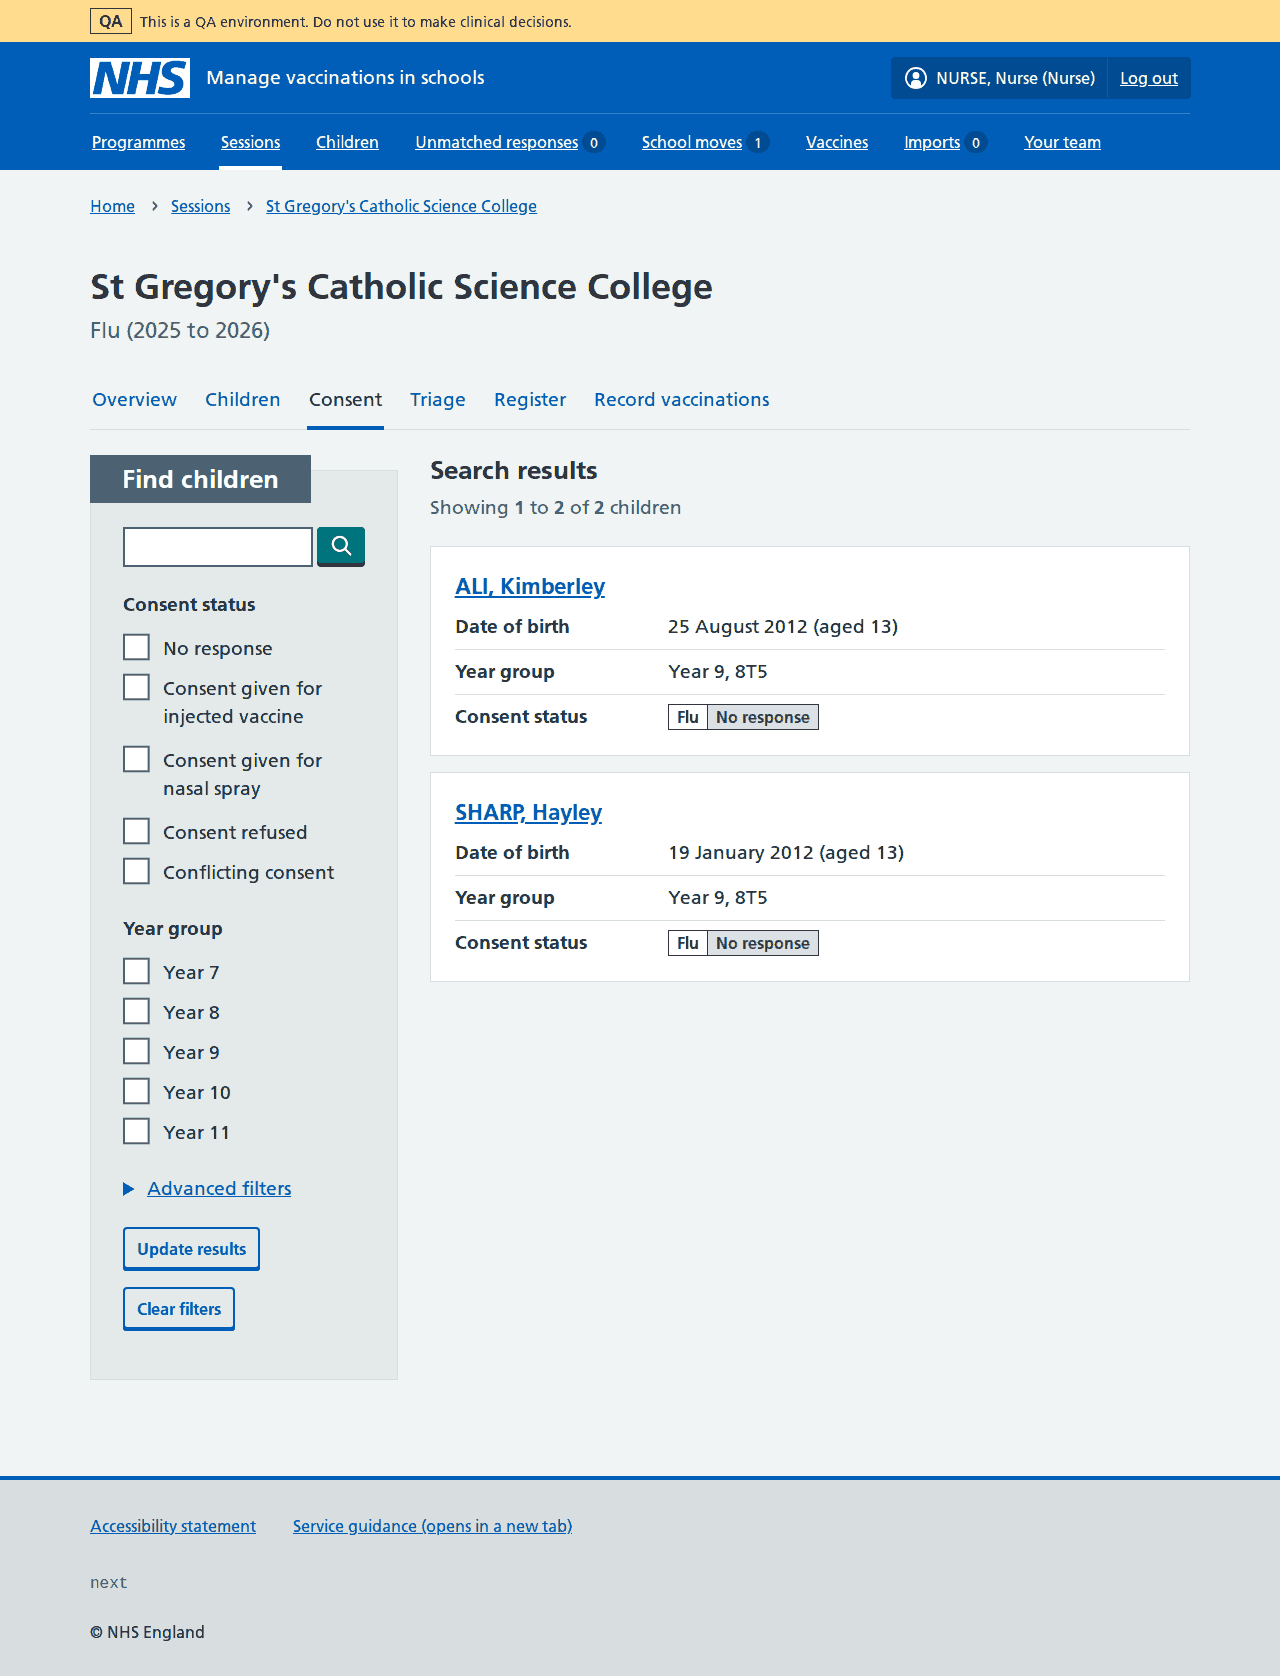 QA This is a QA environment. Do not use it to make clinical decisions.
NHS Manage vaccinations in schools NURSE, Nurse (Nurse) Log out
Programmes Sessions Children Unmatched responses 0 School moves 1 Vaccines Imports 0 Your team
Home Sessions St Gregory's Catholic Science College
St Gregory's Catholic Science College
Flu (2025 to 2026)
Overview Children Consent Triage Register Record vaccinations
Find children
Consent status
No response
Consent given for
injected vaccine
Consent given for
nasal spray
Consent refused
Conflicting consent
Year group
Year 7
Year 8
Year 9
Year 10
Year 11
Advanced filters
Update results
Clear filters
Search results
Showing 1 to 2 of 2 children
ALI, Kimberley
Date of birth 25 August 2012 (aged 13)
Year group Year 9, 8T5
Consent status Flu No response
SHARP, Hayley
Date of birth 19 January 2012 (aged 13)
Year group Year 9, 8T5
Consent status Flu No response
Accessibility statement Service guidance (opens in a new tab)
next
© NHS England